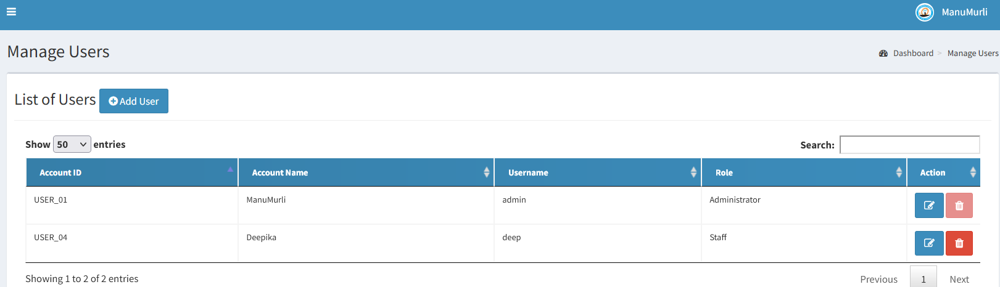 ManuMurli
Manage Users
Dashboard > Manage Users
List of Users Add User
Show 50 entries
Search:
Account ID Account Name Username Role Action
USER_01 ManuMurli admin Administrator
USER_04 Deepika deep Staff
Showing 1 to 2 of 2 entries
Previous 1 Next